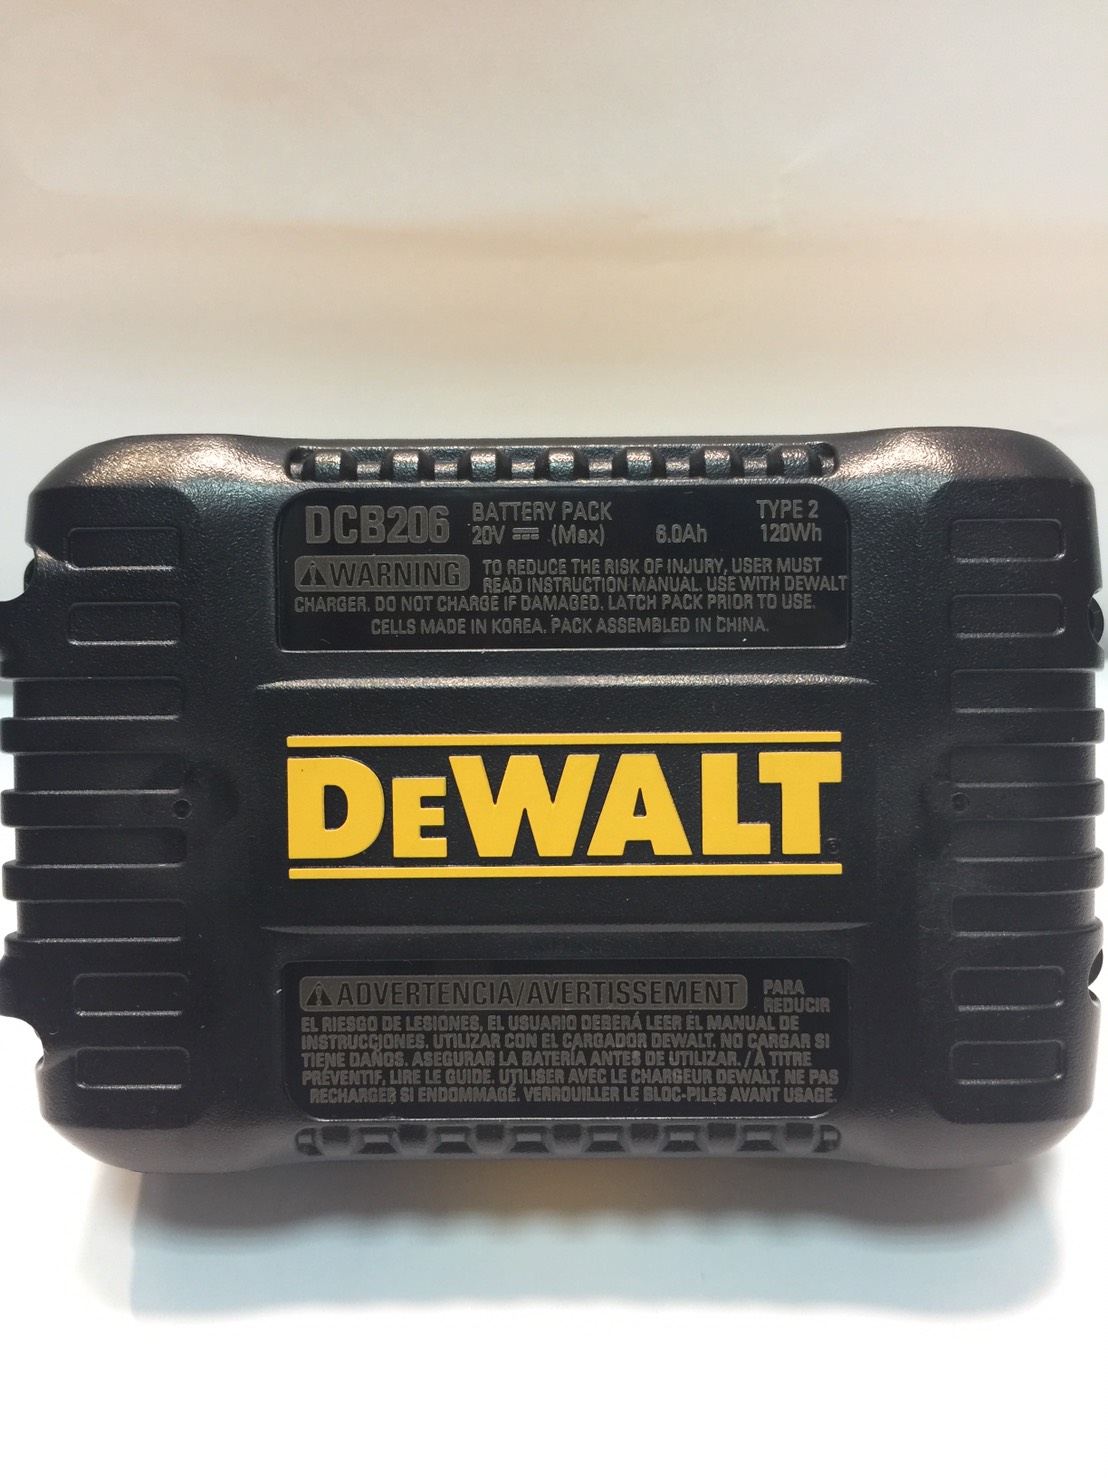 DCB206 BATTERY PACK TYPE 2
20V ⎓ (Max) 6.0Ah 120Wh
⚠WARNING TO REDUCE THE RISK OF INJURY, USER MUST
READ INSTRUCTION MANUAL. USE WITH DEWALT
CHARGER. DO NOT CHARGE IF DAMAGED. LATCH PACK PRIOR TO USE.
CELLS MADE IN KOREA. PACK ASSEMBLED IN CHINA.
DEWALT®
⚠ADVERTENCIA/AVERTISSEMENT PARA
REDUCIR
EL RIESGO DE LESIONES, EL USUARIO DEBERÁ LEER EL MANUAL DE
INSTRUCCIONES. UTILIZAR CON EL CARGADOR DEWALT. NO CARGAR SI
TIENE DAÑOS. ASEGURAR LA BATERÍA ANTES DE UTILIZAR. / À TITRE
PRÉVENTIF, LIRE LE GUIDE. UTILISER AVEC LE CHARGEUR DEWALT. NE PAS
RECHARGER SI ENDOMMAGÉ. VERROUILLER LE BLOC-PILES AVANT USAGE.